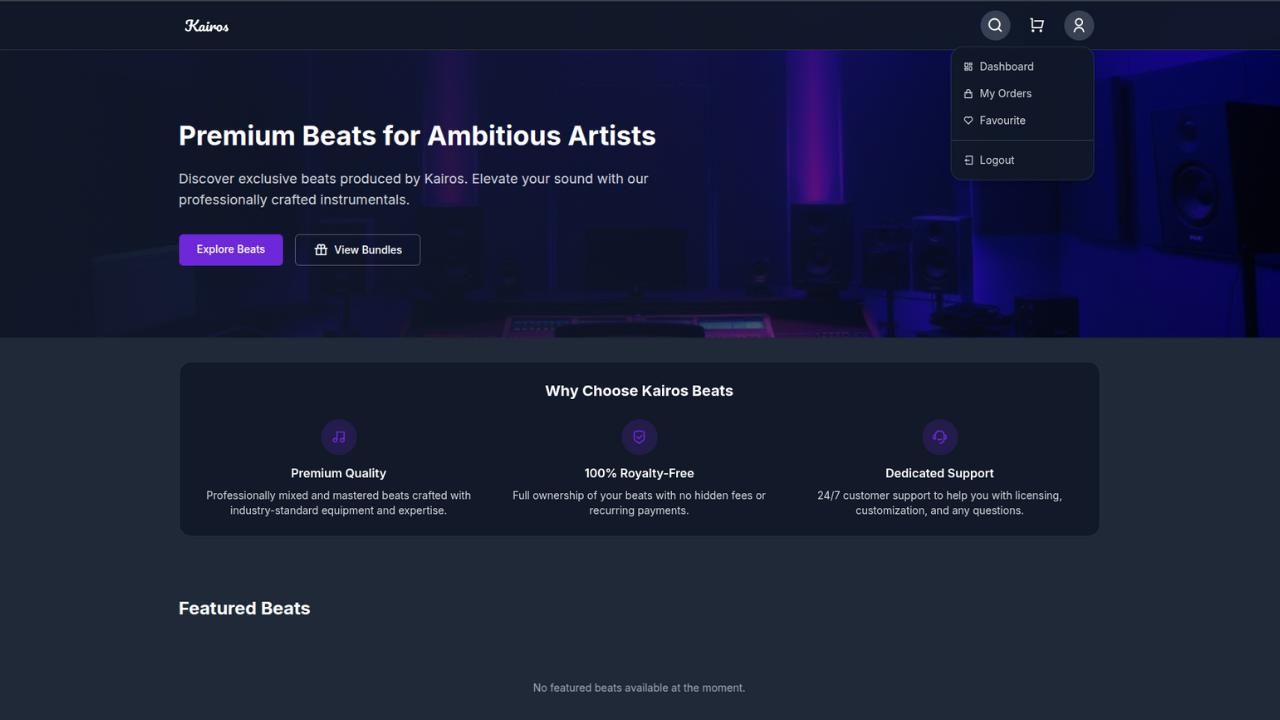 Kairos
Dashboard
My Orders
Favourite
Logout
Premium Beats for Ambitious Artists
Discover exclusive beats produced by Kairos. Elevate your sound with our
professionally crafted instrumentals.
Explore Beats
View Bundles
Why Choose Kairos Beats
Premium Quality
Professionally mixed and mastered beats crafted with
industry-standard equipment and expertise.
100% Royalty-Free
Full ownership of your beats with no hidden fees or
recurring payments.
Dedicated Support
24/7 customer support to help you with licensing,
customization, and any questions.
Featured Beats
No featured beats available at the moment.